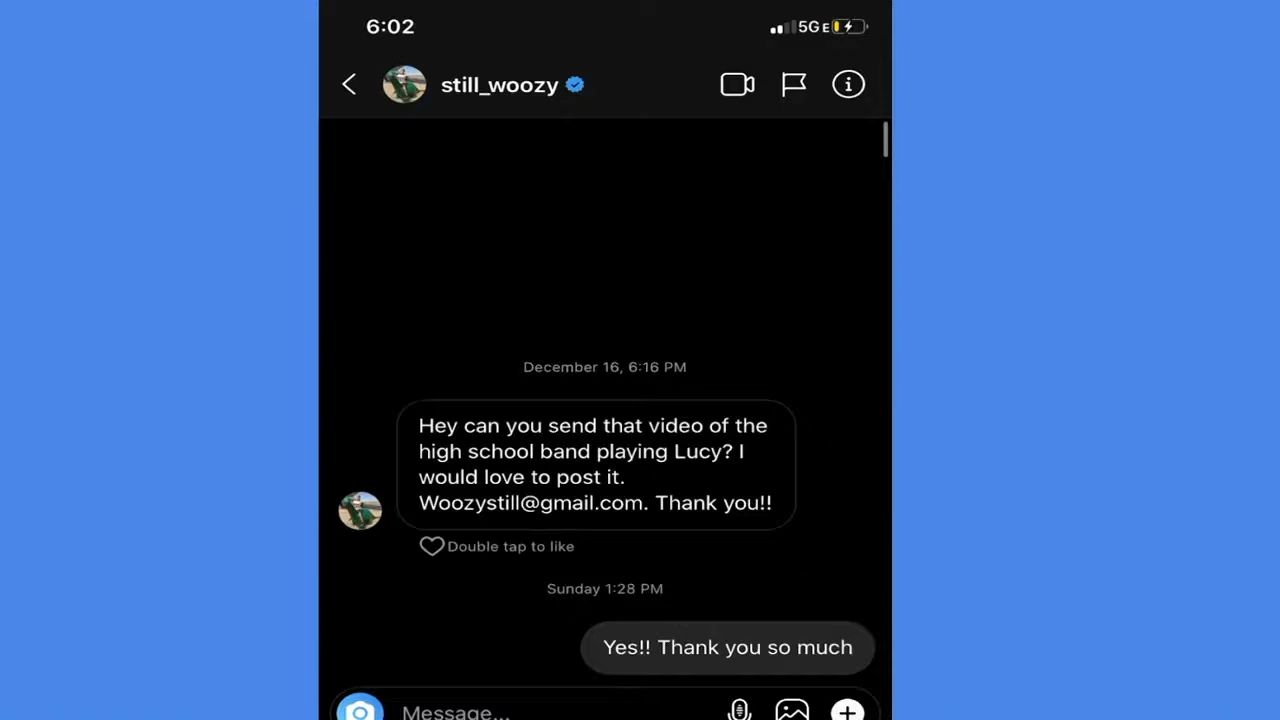 6:02
5GE
still_woozy
December 16, 6:16 PM
Hey can you send that video of the
high school band playing Lucy? I
would love to post it.
Woozystill@gmail.com. Thank you!!
Double tap to like
Sunday 1:28 PM
Yes!! Thank you so much
Message...